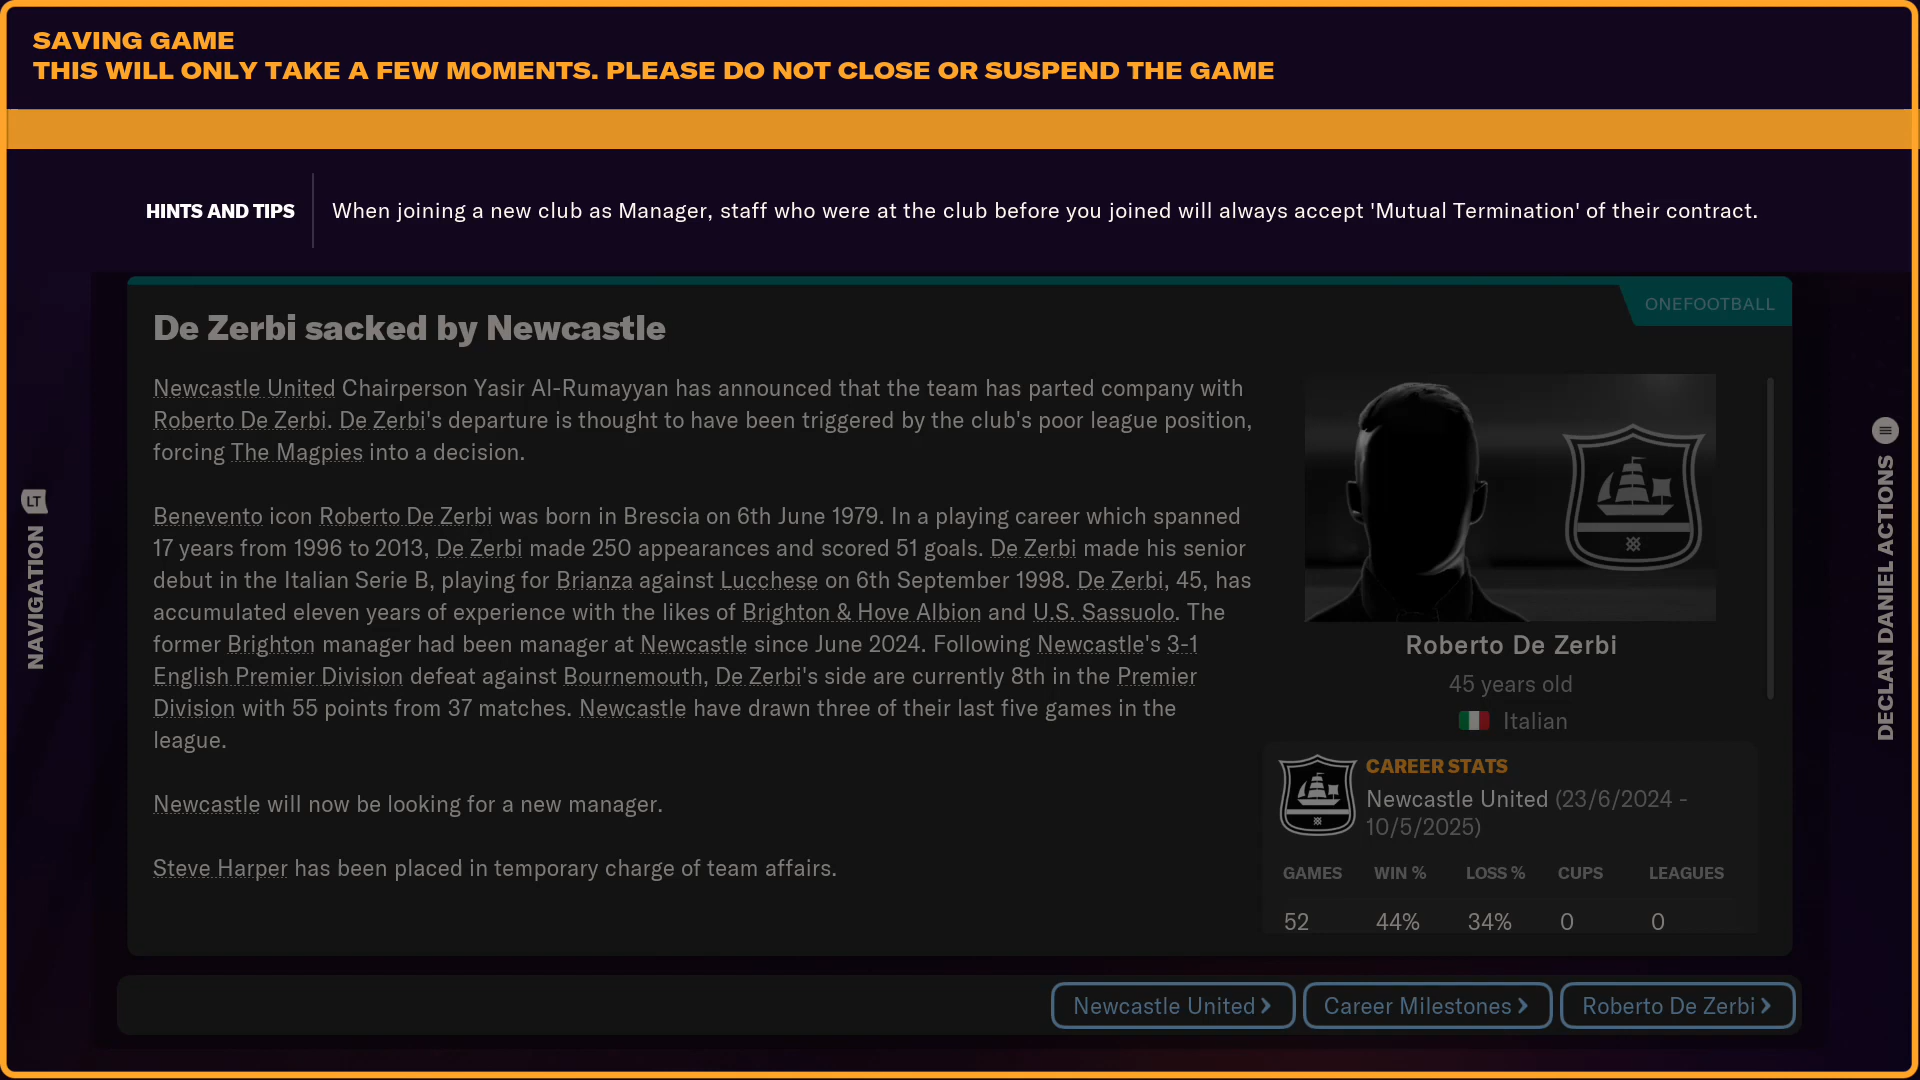 SAVING GAME
THIS WILL ONLY TAKE A FEW MOMENTS. PLEASE DO NOT CLOSE OR SUSPEND THE GAME
HINTS AND TIPS
When joining a new club as Manager, staff who were at the club before you joined will always accept 'Mutual Termination' of their contract.
ONEFOOTBALL
De Zerbi sacked by Newcastle
Newcastle United Chairperson Yasir Al-Rumayyan has announced that the team has parted company with
Roberto De Zerbi. De Zerbi's departure is thought to have been triggered by the club's poor league position,
forcing The Magpies into a decision.
Benevento icon Roberto De Zerbi was born in Brescia on 6th June 1979. In a playing career which spanned
17 years from 1996 to 2013, De Zerbi made 250 appearances and scored 51 goals. De Zerbi made his senior
debut in the Italian Serie B, playing for Brianza against Lucchese on 6th September 1998. De Zerbi, 45, has
accumulated eleven years of experience with the likes of Brighton & Hove Albion and U.S. Sassuolo. The
former Brighton manager had been manager at Newcastle since June 2024. Following Newcastle's 3-1
English Premier Division defeat against Bournemouth, De Zerbi's side are currently 8th in the Premier
Division with 55 points from 37 matches. Newcastle have drawn three of their last five games in the
league.
Newcastle will now be looking for a new manager.
Steve Harper has been placed in temporary charge of team affairs.
Roberto De Zerbi
45 years old
Italian
CAREER STATS
Newcastle United (23/6/2024 -
10/5/2025)
GAMES WIN % LOSS % CUPS LEAGUES
52 44% 34% 0 0
Newcastle United
Career Milestones
Roberto De Zerbi
LT
NAVIGATION
DECLAN DANIEL ACTIONS